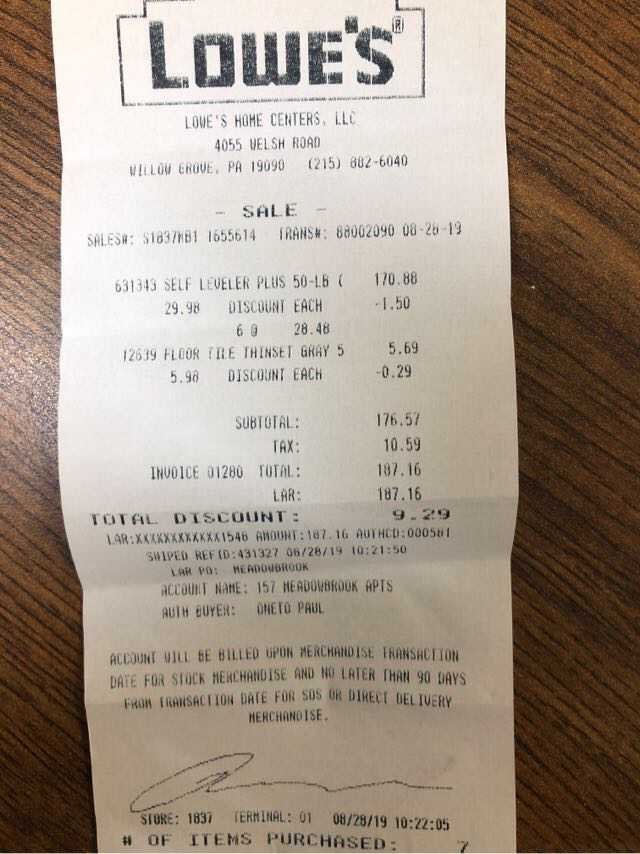 LOWE'S®
LOWE'S HOME CENTERS, LLC
4055 WELSH ROAD
WILLOW GROVE, PA 19090 (215) 882-6040
- SALE -
SALES#: S1837MB1 1655614 TRANS#: 88002090 08-28-19
631343 SELF LEVELER PLUS 50-LB ( 170.88
29.98 DISCOUNT EACH -1.50
6 @ 28.48
12639 FLOOR TILE THINSET GRAY 5 5.69
5.98 DISCOUNT EACH -0.29
SUBTOTAL: 176.57
TAX: 10.59
INVOICE 01280 TOTAL: 187.16
LAR: 187.16
TOTAL DISCOUNT: 9.29
LAR:XXXXXXXXXXXX1546 AMOUNT:187.16 AUTHCD:000581
SWIPED REFID:431327 08/28/19 10:21:50
LAR PO: MEADOWBROOK
ACCOUNT NAME: 157 MEADOWBROOK APTS
AUTH BUYER: ONETO PAUL
ACCOUNT WILL BE BILLED UPON MERCHANDISE TRANSACTION
DATE FOR STOCK MERCHANDISE AND NO LATER THAN 90 DAYS
FROM TRANSACTION DATE FOR SOS OR DIRECT DELIVERY
MERCHANDISE.
STORE: 1837 TERMINAL: 01 08/28/19 10:22:05
# OF ITEMS PURCHASED: 7